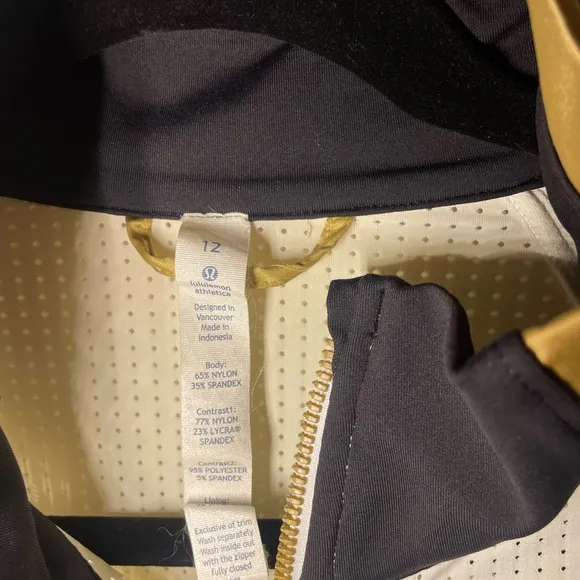 12
lululemon
athletica
Designed in
Vancouver
Made in
Indonesia
Body:
65% NYLON
35% SPANDEX
Contrast1:
77% NYLON
23% LYCRA®
SPANDEX
Contrast2:
95% POLYESTER
5% SPANDEX
Lining:
Exclusive of trim
Wash separately
Wash inside out
with the zipper
fully closed